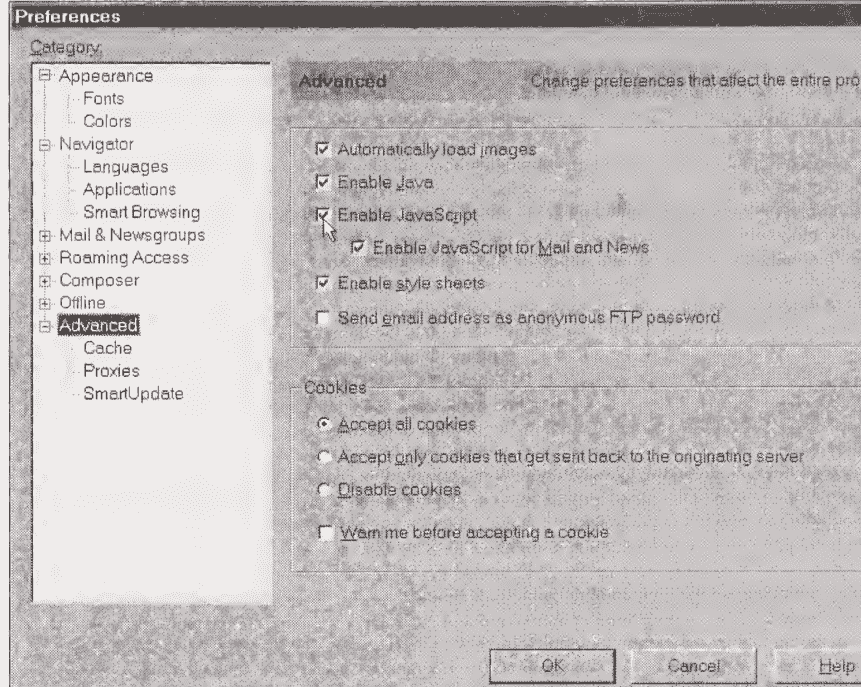 Preferences
Category:
Appearance
Fonts
Colors
Navigator
Languages
Applications
Smart Browsing
Mail & Newsgroups
Roaming Access
Composer
Offline
Advanced
Cache
Proxies
SmartUpdate
Advanced
Change preferences that affect the entire pro
Automatically load images
Enable Java
Enable JavaScript
Enable JavaScript for Mail and News
Enable style sheets
Send email address as anonymous FTP password
Cookies
Accept all cookies
Accept only cookies that get sent back to the originating server
Disable cookies
Warn me before accepting a cookie
OK
Cancel
Help